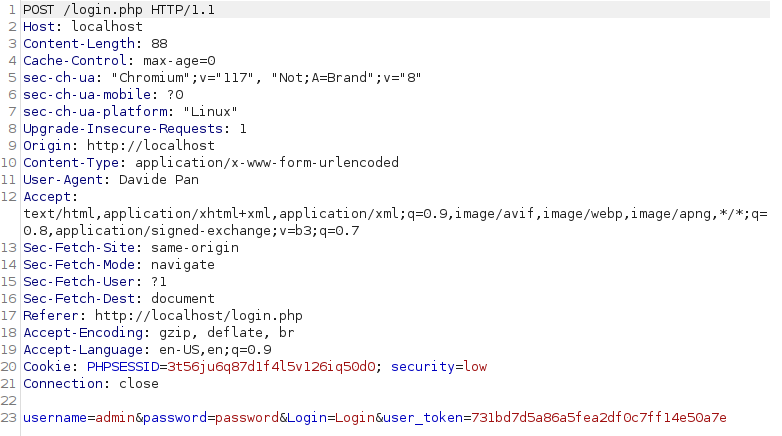 1 POST /login.php HTTP/1.1
2 Host: localhost
3 Content-Length: 88
4 Cache-Control: max-age=0
5 sec-ch-ua: "Chromium";v="117", "Not;A=Brand";v="8"
6 sec-ch-ua-mobile: ?0
7 sec-ch-ua-platform: "Linux"
8 Upgrade-Insecure-Requests: 1
9 Origin: http://localhost
10 Content-Type: application/x-www-form-urlencoded
11 User-Agent: Davide Pan
12 Accept:
text/html,application/xhtml+xml,application/xml;q=0.9,image/avif,image/webp,image/apng,*/*;q=
0.8,application/signed-exchange;v=b3;q=0.7
13 Sec-Fetch-Site: same-origin
14 Sec-Fetch-Mode: navigate
15 Sec-Fetch-User: ?1
16 Sec-Fetch-Dest: document
17 Referer: http://localhost/login.php
18 Accept-Encoding: gzip, deflate, br
19 Accept-Language: en-US,en;q=0.9
20 Cookie: PHPSESSID=3t56ju6q87d1f4l5v126iq50d0; security=low
21 Connection: close
22
23 username=admin&password=password&Login=Login&user_token=731bd7d5a86a5fea2df0c7ff14e50a7e